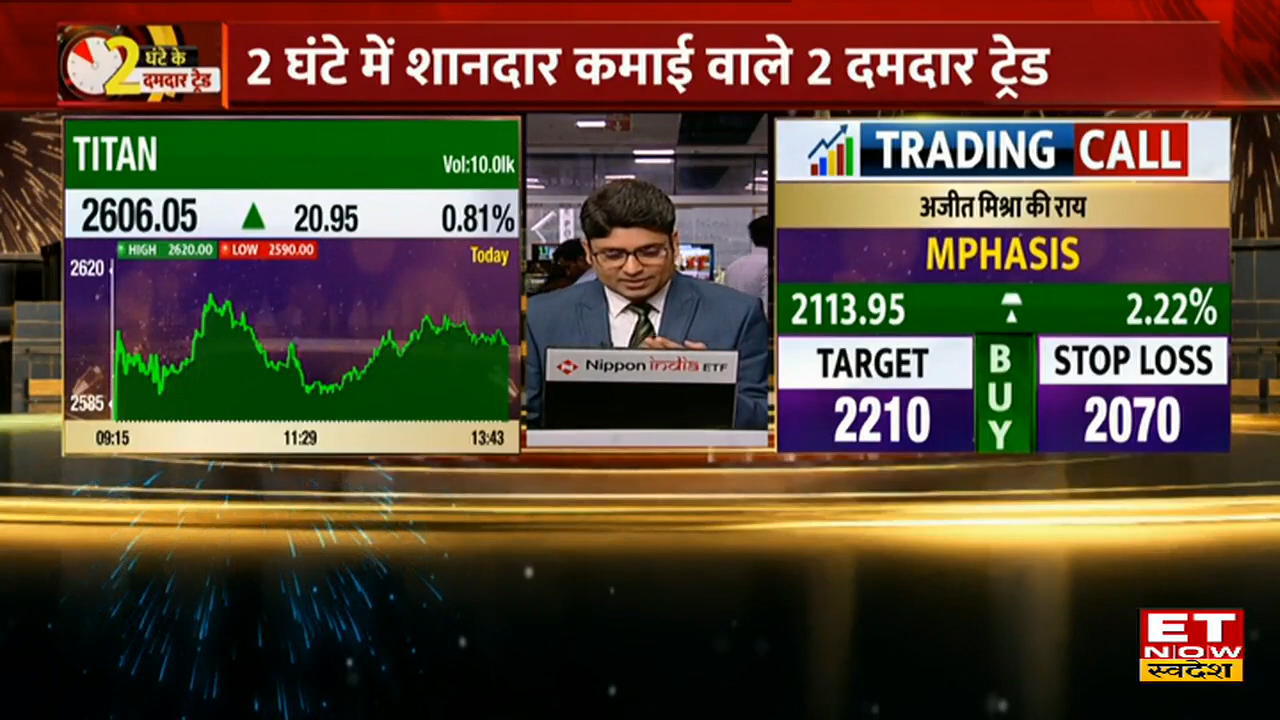 2 घंटे के
दमदार ट्रेड
2 घंटे में शानदार कमाई वाले 2 दमदार ट्रेड
TITAN
Vol:10.0lk
2606.05 ▲ 20.95 0.81%
HIGH 2620.00 LOW 2590.00
Today
2620
2585
09:15 11:29 13:43
Nippon india ETF
TRADING CALL
अजीत मिश्रा की राय
MPHASIS
2113.95 2.22%
TARGET
2210
BUY
STOP LOSS
2070
ET
NOW
स्वदेश